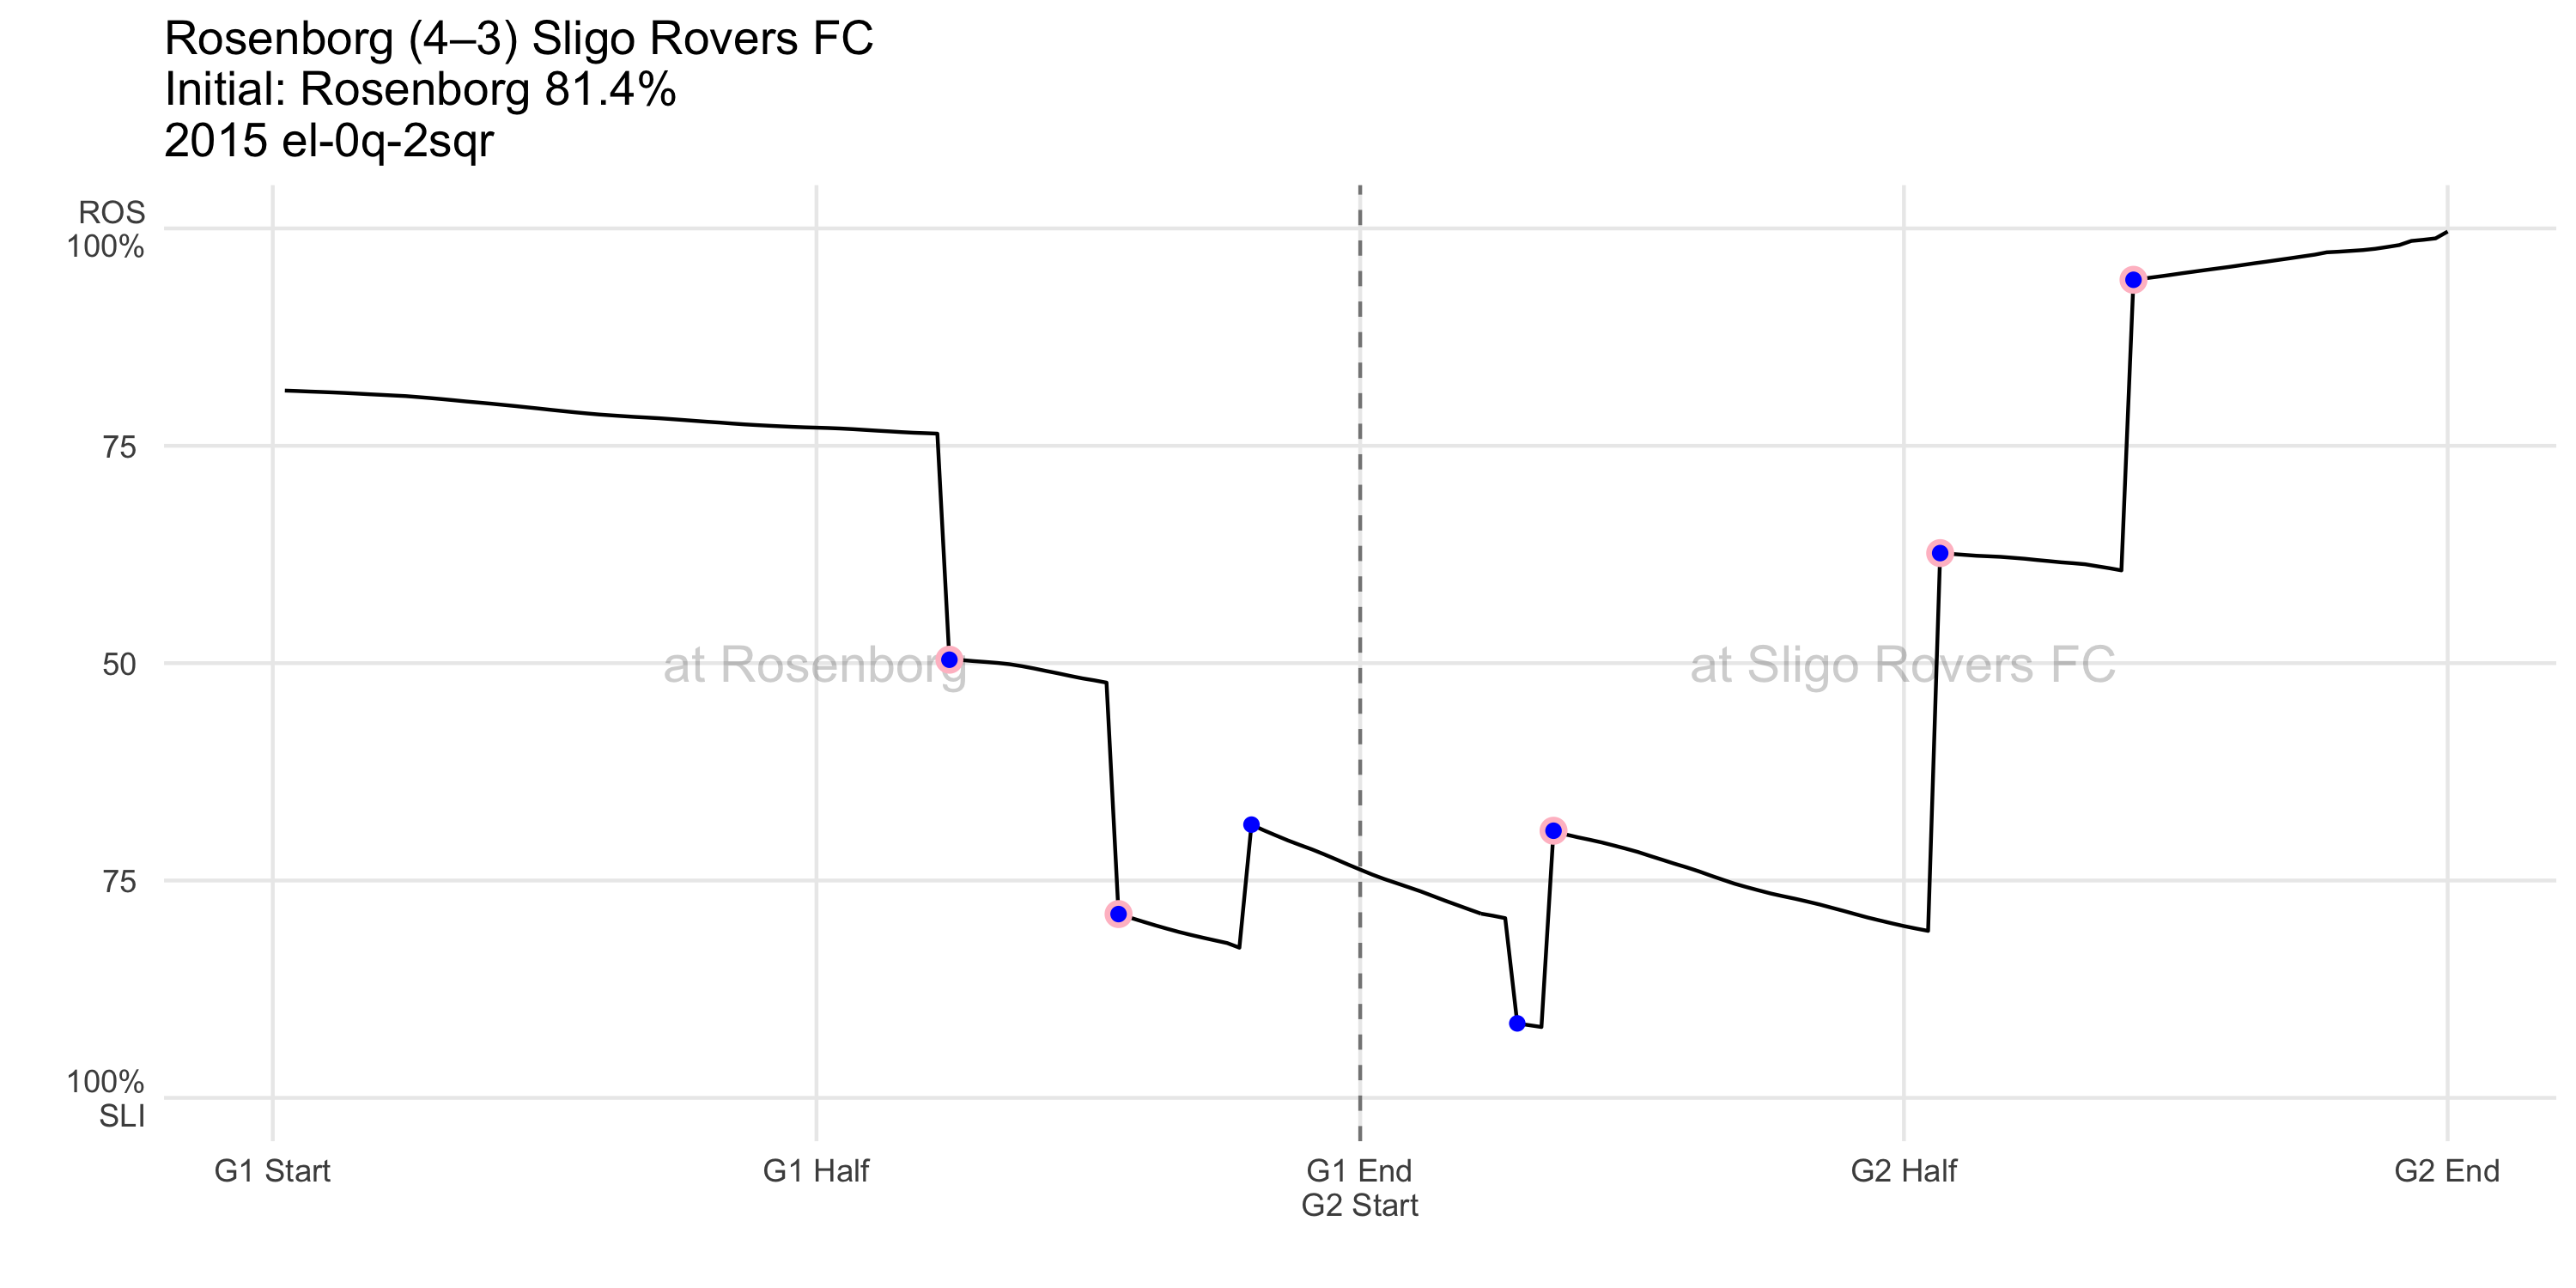 Rosenborg (4–3) Sligo Rovers FC
Initial: Rosenborg 81.4%
2015 el-0q-2sqr
ROS
100%
75
50
75
100%
SLI
at Rosenborg
at Sligo Rovers FC
G1 Start
G1 Half
G1 End
G2 Start
G2 Half
G2 End